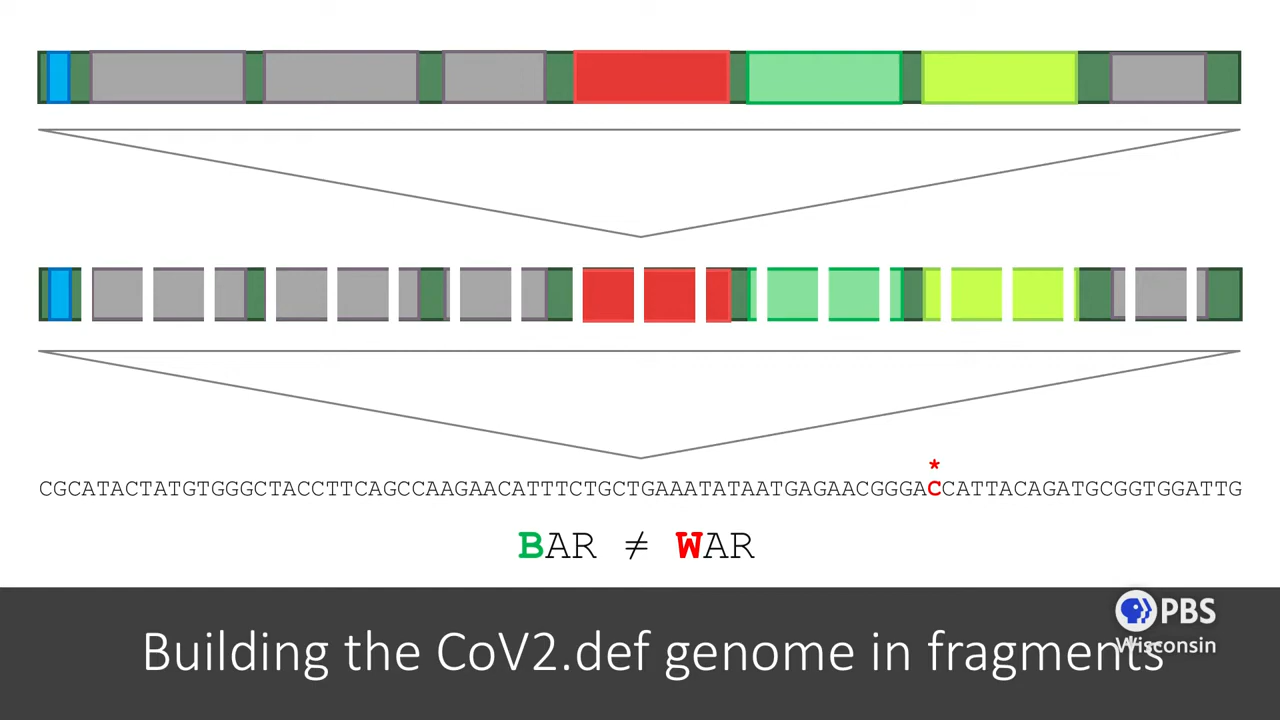 *
CGCATACTATGTGGGCTACCTTCAGCCAAGAACATTTCTGCTGAAATATAATGAGAACGGGACCATTACAGATGCGGTGGATTG
BAR ≠ WAR
PBS
Wisconsin
Building the CoV2.def genome in fragments